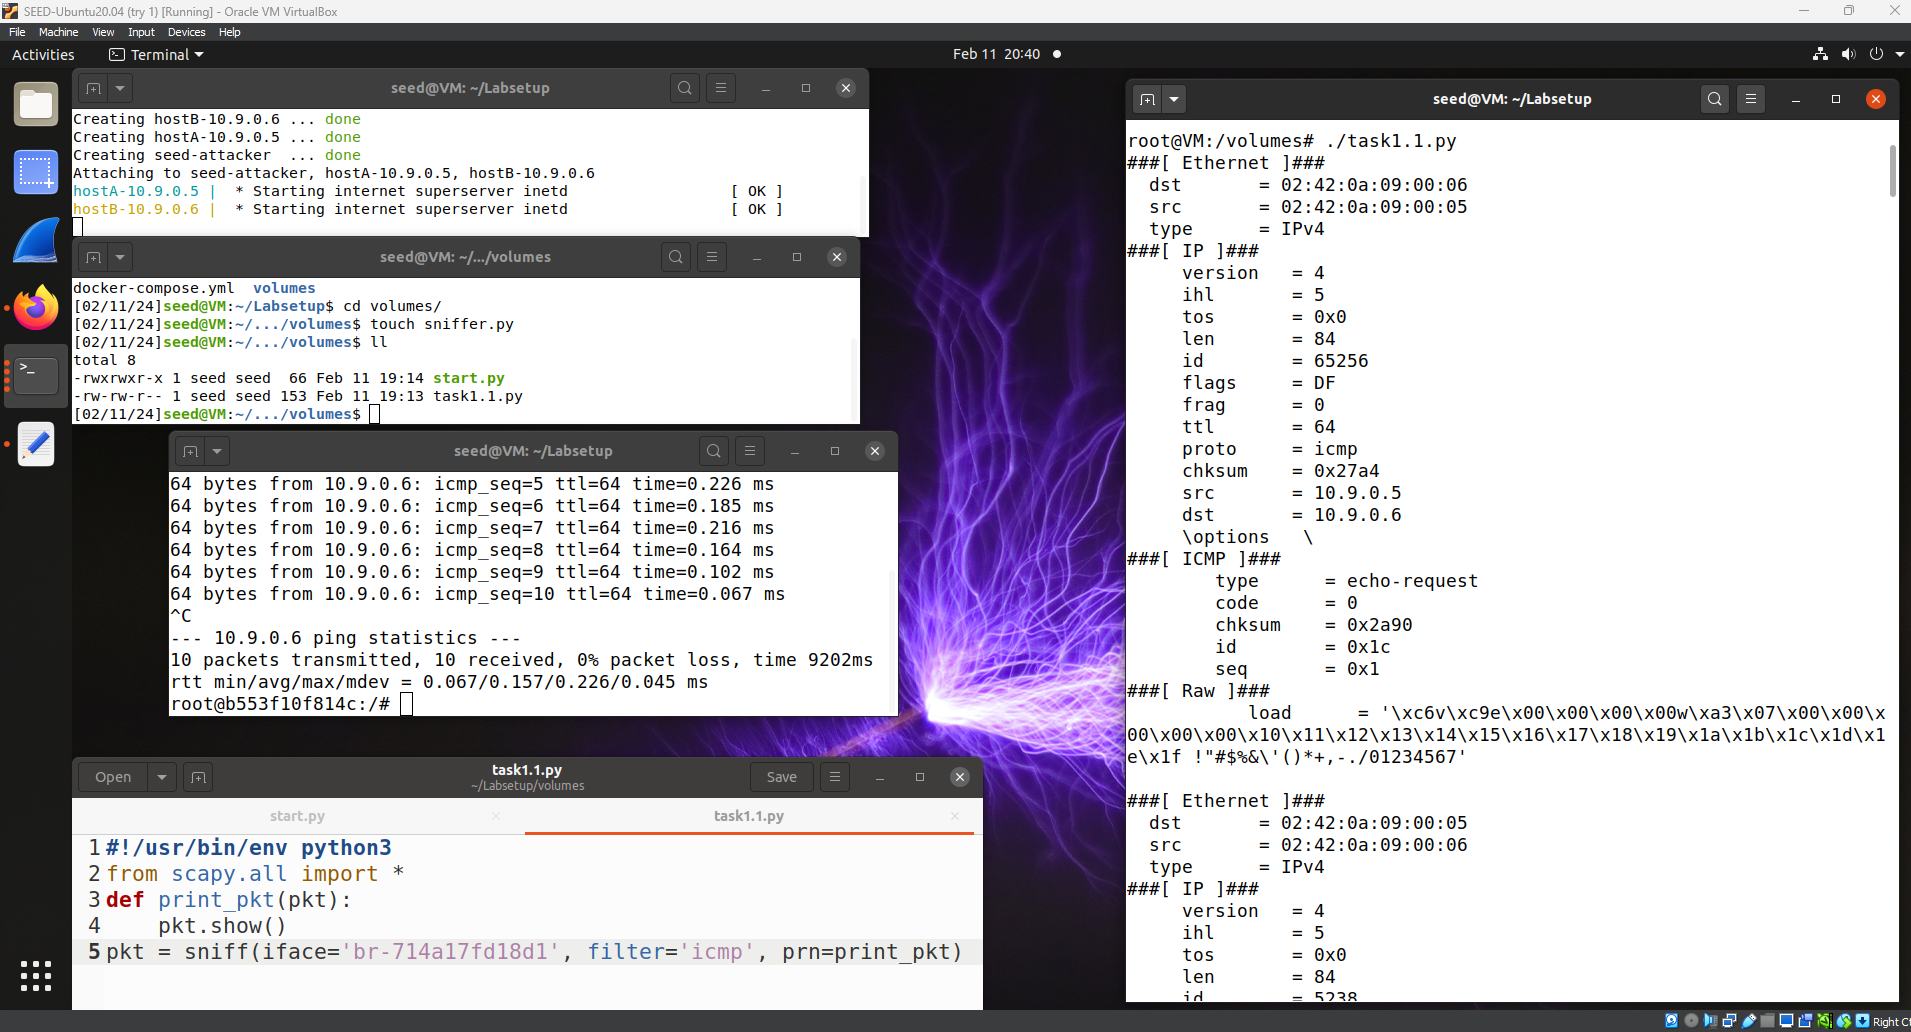 SEED-Ubuntu20.04 (try 1) [Running] - Oracle VM VirtualBox
File Machine View Input Devices Help
Activities Terminal Feb 11 20:40
seed@VM: ~/Labsetup
Creating hostB-10.9.0.6 ... done
Creating hostA-10.9.0.5 ... done
Creating seed-attacker  ... done
Attaching to seed-attacker, hostA-10.9.0.5, hostB-10.9.0.6
hostA-10.9.0.5 |  * Starting internet superserver inetd [ OK ]
hostB-10.9.0.6 |  * Starting internet superserver inetd [ OK ]
seed@VM: ~/.../volumes
docker-compose.yml  volumes
[02/11/24]seed@VM:~/Labsetup$ cd volumes/
[02/11/24]seed@VM:~/.../volumes$ touch sniffer.py
[02/11/24]seed@VM:~/.../volumes$ ll
total 8
-rwxrwxr-x 1 seed seed  66 Feb 11 19:14 start.py
-rw-rw-r-- 1 seed seed 153 Feb 11 19:13 task1.1.py
[02/11/24]seed@VM:~/.../volumes$
seed@VM: ~/Labsetup
64 bytes from 10.9.0.6: icmp_seq=5 ttl=64 time=0.226 ms
64 bytes from 10.9.0.6: icmp_seq=6 ttl=64 time=0.185 ms
64 bytes from 10.9.0.6: icmp_seq=7 ttl=64 time=0.216 ms
64 bytes from 10.9.0.6: icmp_seq=8 ttl=64 time=0.164 ms
64 bytes from 10.9.0.6: icmp_seq=9 ttl=64 time=0.102 ms
64 bytes from 10.9.0.6: icmp_seq=10 ttl=64 time=0.067 ms
^C
--- 10.9.0.6 ping statistics ---
10 packets transmitted, 10 received, 0% packet loss, time 9202ms
rtt min/avg/max/mdev = 0.067/0.157/0.226/0.045 ms
root@b553f10f814c:/#
Open task1.1.py Save
~/Labsetup/volumes
start.py task1.1.py
1 #!/usr/bin/env python3
2 from scapy.all import *
3 def print_pkt(pkt):
4     pkt.show()
5 pkt = sniff(iface='br-714a17fd18d1', filter='icmp', prn=print_pkt)
seed@VM: ~/Labsetup
root@VM:/volumes# ./task1.1.py
###[ Ethernet ]###
dst = 02:42:0a:09:00:06
src = 02:42:0a:09:00:05
type = IPv4
###[ IP ]###
version = 4
ihl = 5
tos = 0x0
len = 84
id = 65256
flags = DF
frag = 0
ttl = 64
proto = icmp
chksum = 0x27a4
src = 10.9.0.5
dst = 10.9.0.6
\options \
###[ ICMP ]###
type = echo-request
code = 0
chksum = 0x2a90
id = 0x1c
seq = 0x1
###[ Raw ]###
load = '\xc6v\xc9e\x00\x00\x00\x00w\xa3\x07\x00\x00\x
00\x00\x00\x10\x11\x12\x13\x14\x15\x16\x17\x18\x19\x1a\x1b\x1c\x1d\x1
e\x1f !"#$%&\'()*+,-./01234567'
###[ Ethernet ]###
dst = 02:42:0a:09:00:05
src = 02:42:0a:09:00:06
type = IPv4
###[ IP ]###
version = 4
ihl = 5
tos = 0x0
len = 84
id = 5238
Right C